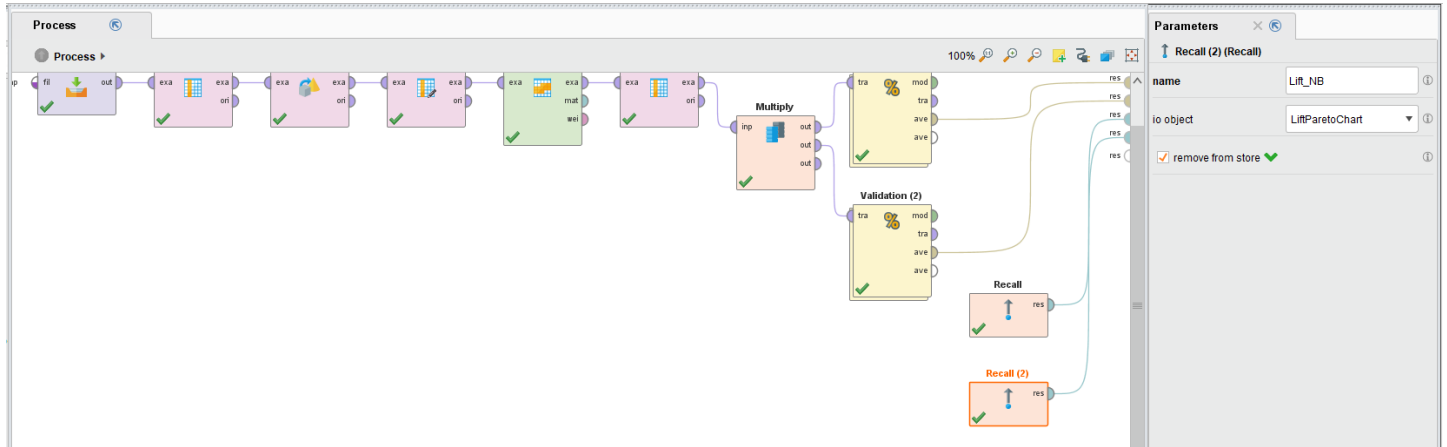 Process
Process
100%
inp
fil
out
exa
exa
ori
exa
exa
ori
exa
exa
ori
exa
exa
mat
wei
exa
exa
ori
Multiply
inp
out
out
out
tra
mod
tra
ave
ave
Validation (2)
tra
mod
tra
ave
ave
Recall
res
Recall (2)
res
res
res
res
res
res
Parameters
Recall (2) (Recall)
name
Lift_NB
io object
LiftParetoChart
remove from store